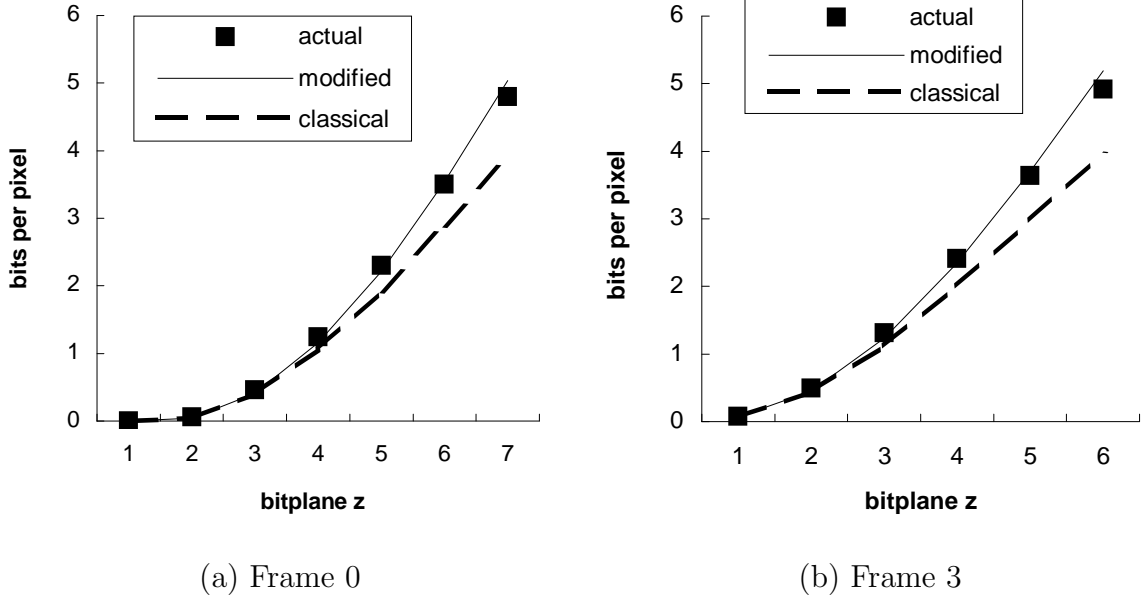 6
5
4
3
2
1
0
bits per pixel
actual
modified
classical
1 2 3 4 5 6 7
bitplane z
(a) Frame 0
6
5
4
3
2
1
0
bits per pixel
actual
modified
classical
1 2 3 4 5 6
bitplane z
(b) Frame 3